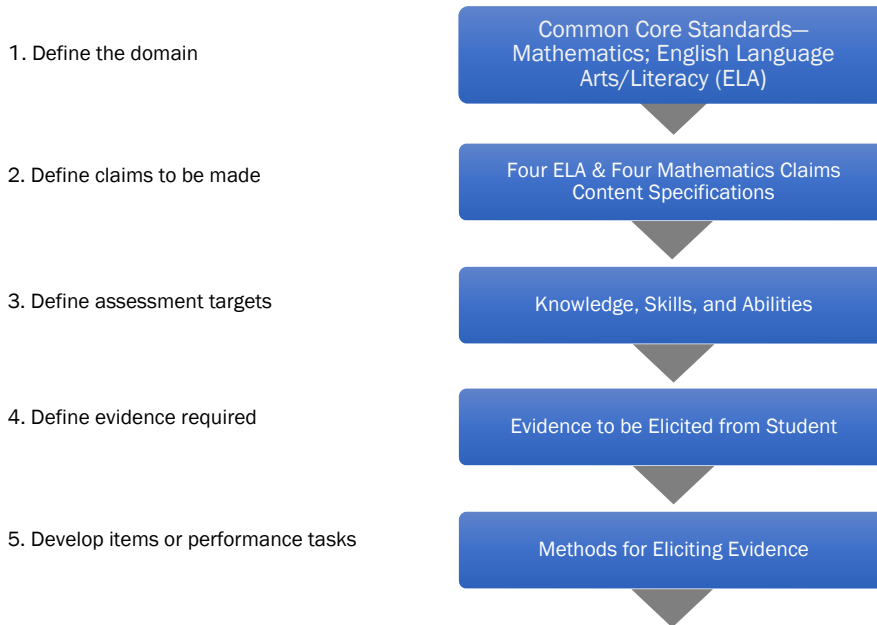 1. Define the domain
Common Core Standards—
Mathematics; English Language
Arts/Literacy (ELA)
2. Define claims to be made
Four ELA & Four Mathematics Claims
Content Specifications
3. Define assessment targets
Knowledge, Skills, and Abilities
4. Define evidence required
Evidence to be Elicited from Student
5. Develop items or performance tasks
Methods for Eliciting Evidence